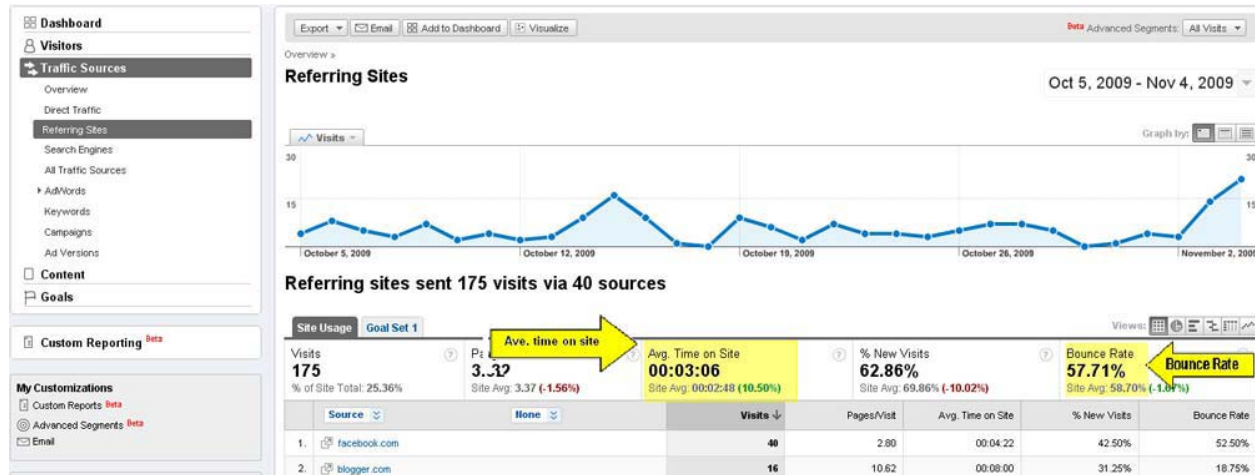 Dashboard
Visitors
Traffic Sources
Overview
Direct Traffic
Referring Sites
Search Engines
All Traffic Sources
AdWords
Keywords
Campaigns
Ad Versions
Content
Goals
Custom Reporting Beta
My Customizations
Custom Reports Beta
Advanced Segments Beta
Email
Export Email Add to Dashboard Visualize Beta Advanced Segments: All Visits
Overview »
Referring Sites
Oct 5, 2009 - Nov 4, 2009
Visits Graph by:
30 30
15 15
October 5, 2009 October 12, 2009 October 19, 2009 October 26, 2009 November 2, 2009
Referring sites sent 175 visits via 40 sources
Site Usage Goal Set 1 Views:
Ave. time on site
Bounce Rate
Visits Avg. Time on Site % New Visits Bounce Rate
175 00:03:06 62.86% 57.71%
% of Site Total: 25.36% Site Avg: 3.37 (-1.56%) Site Avg: 00:02:48 (10.50%) Site Avg: 69.86% (-10.02%) Site Avg: 58.70%
Source None Visits Pages/Visit Avg. Time on Site % New Visits Bounce Rate
1. facebook.com 40 2.80 00:04:22 42.50% 52.50%
2. blogger.com 16 10.62 00:08:00 31.25% 18.75%